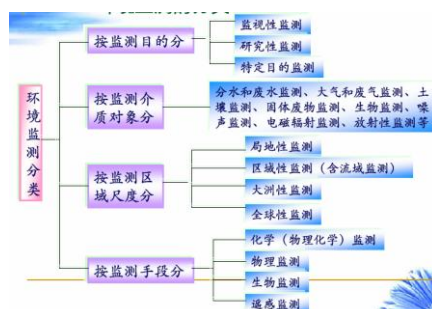 环境监测分类
按监测目的分
监视性监测
研究性监测
特定目的监测
按监测介
质对象分
分水和废水监测、大气和废气监测、土
壤监测、固体废物监测、生物监测、噪
声监测、电磁辐射监测、放射性监测等
按监测区
域尺度分
局地性监测
区域性监测（含流域监测）
大洲性监测
全球性监测
按监测手段分
化学（物理化学）监测
物理监测
生物监测
遥感监测